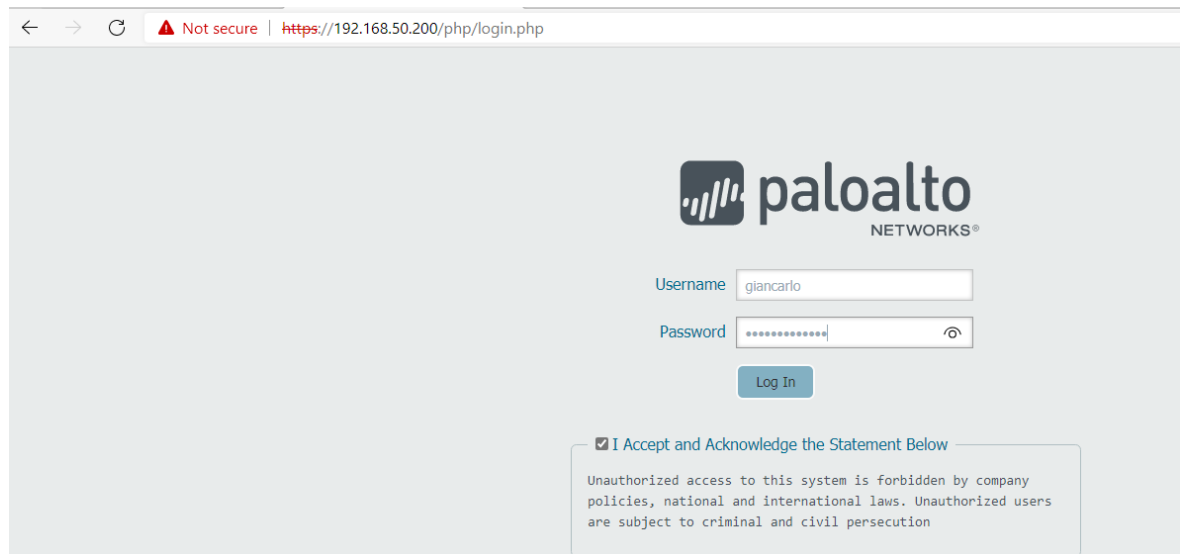 Not secure | https://192.168.50.200/php/login.php
paloalto
NETWORKS®
Username giancarlo
Password •••••••••••••
Log In
I Accept and Acknowledge the Statement Below
Unauthorized access to this system is forbidden by company
policies, national and international laws. Unauthorized users
are subject to criminal and civil persecution